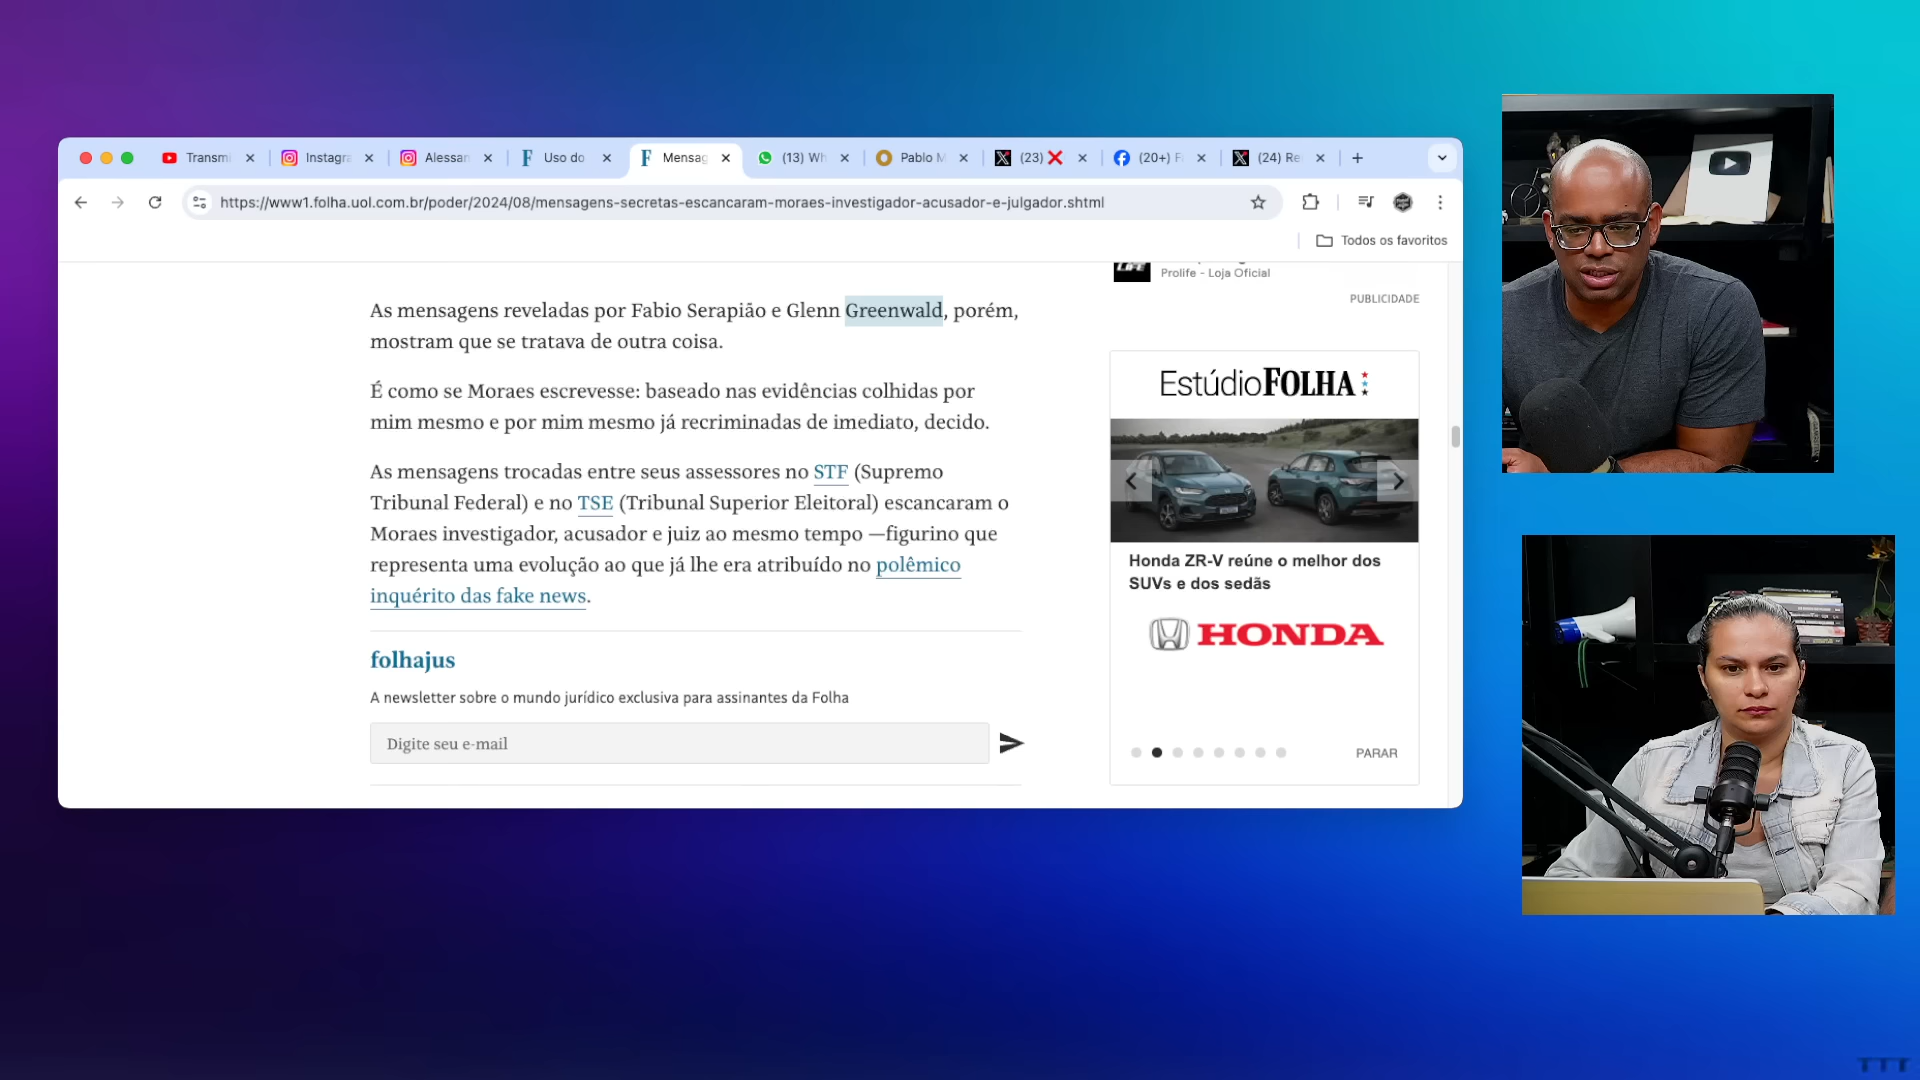 Transmi
Instagra
Alessan
Uso do
Mensag
(13) Wh
Pablo M
(23)
(20+) F
(24) Re
https://www1.folha.uol.com.br/poder/2024/08/mensagens-secretas-escancaram-moraes-investigador-acusador-e-julgador.shtml
Todos os favoritos
As mensagens reveladas por Fabio Serapião e Glenn Greenwald, porém,
mostram que se tratava de outra coisa.
É como se Moraes escrevesse: baseado nas evidências colhidas por
mim mesmo e por mim mesmo já recriminadas de imediato, decido.
As mensagens trocadas entre seus assessores no STF (Supremo
Tribunal Federal) e no TSE (Tribunal Superior Eleitoral) escancaram o
Moraes investigador, acusador e juiz ao mesmo tempo —figurino que
representa uma evolução ao que já lhe era atribuído no polêmico
inquérito das fake news.
folhajus
A newsletter sobre o mundo jurídico exclusiva para assinantes da Folha
Digite seu e-mail
LIFE
Prolife - Loja Oficial
PUBLICIDADE
EstúdioFOLHA
Honda ZR-V reúne o melhor dos
SUVs e dos sedãs
HONDA
PARAR
TTT